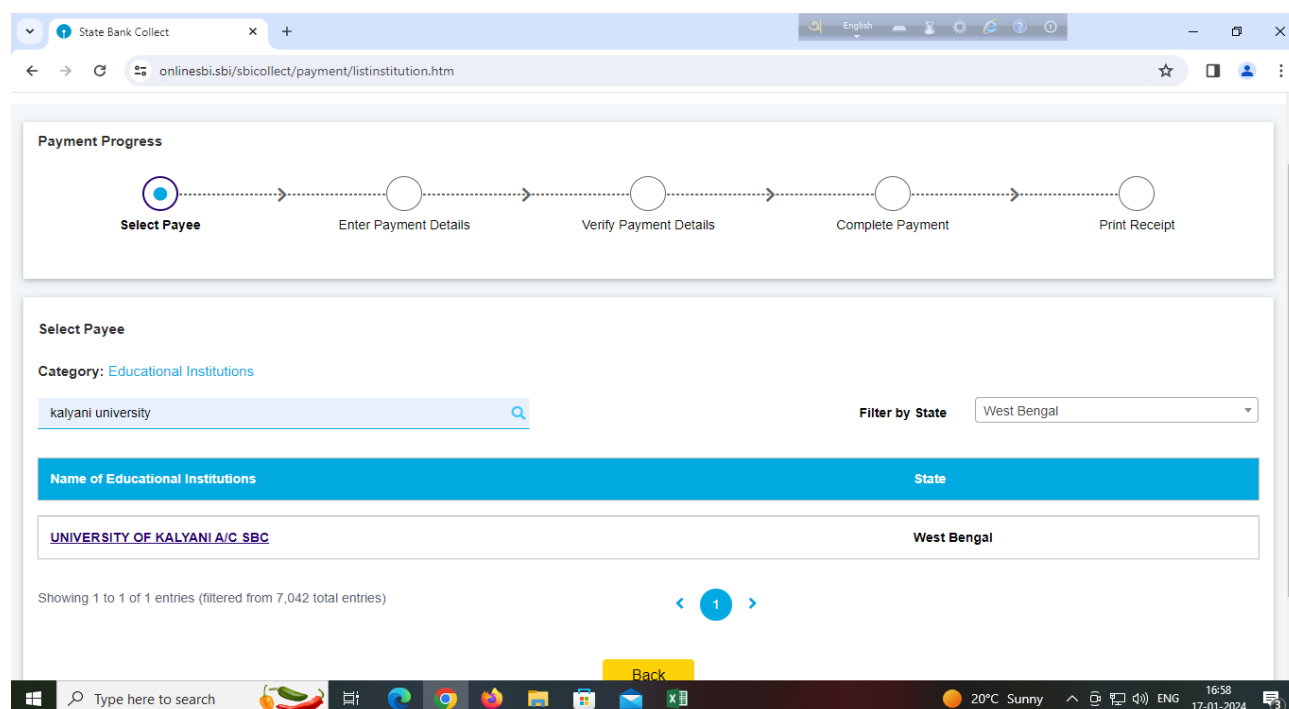 State Bank Collect
অ English
onlinesbi.sbi/sbicollect/payment/listinstitution.htm
Payment Progress
Select Payee Enter Payment Details Verify Payment Details Complete Payment Print Receipt
Select Payee
Category: Educational Institutions
kalyani university Filter by State West Bengal
Name of Educational Institutions State
UNIVERSITY OF KALYANI A/C SBC West Bengal
Showing 1 to 1 of 1 entries (filtered from 7,042 total entries) 1
Back
Type here to search 20°C Sunny ENG 16:58
17-01-2024 3